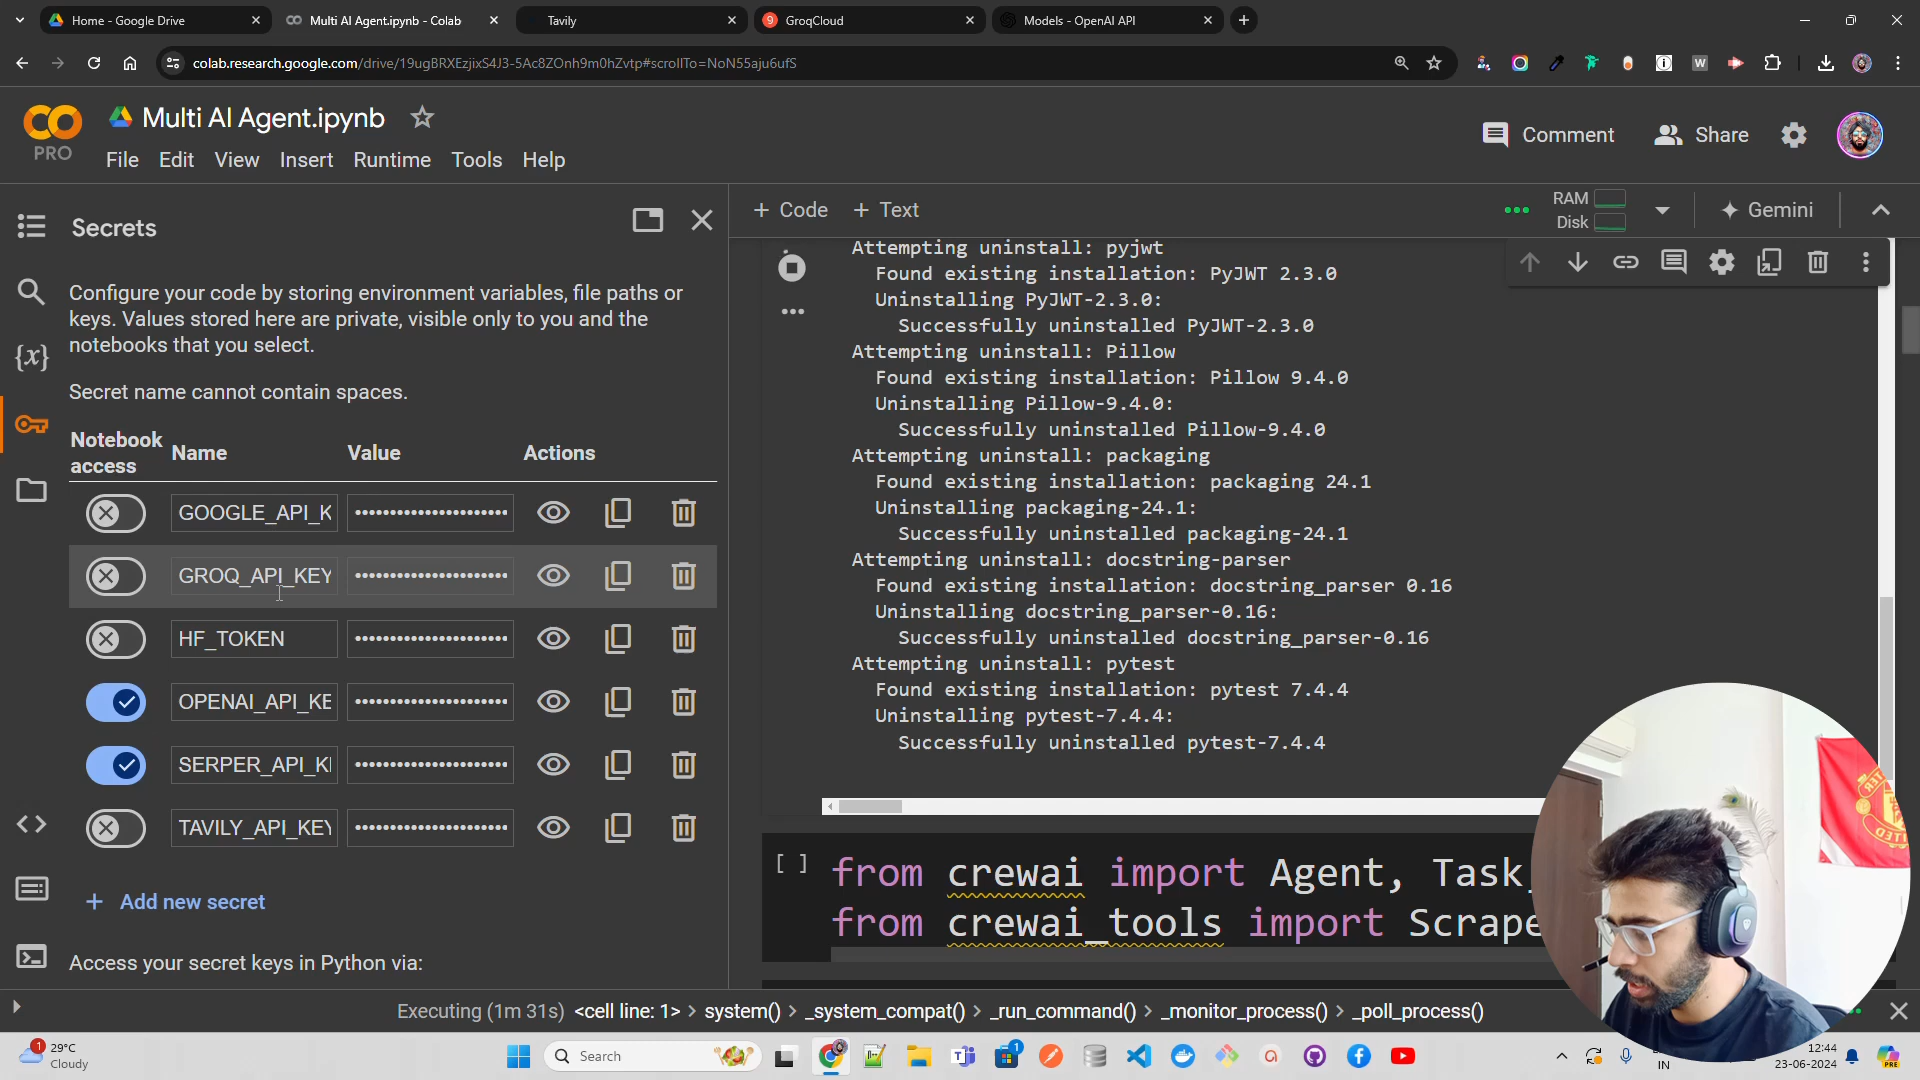 Home - Google Drive
Multi AI Agent.ipynb - Colab
Tavily
9 GroqCloud
Models - OpenAI API
colab.research.google.com/drive/19ugBRXEzjixS4J3-5Ac8ZOnh9m0hZvtp#scrollTo=NoN55aju6ufS
PRO
Multi AI Agent.ipynb
File Edit View Insert Runtime Tools Help
Comment
Share
Secrets
+ Code + Text
RAM
Disk
Gemini
Configure your code by storing environment variables, file paths or
keys. Values stored here are private, visible only to you and the
notebooks that you select.
Secret name cannot contain spaces.
Notebook
access
Name
Value
Actions
GOOGLE_API_K
GROQ_API_KEY
HF_TOKEN
OPENAI_API_KE
SERPER_API_K
TAVILY_API_KEY
+ Add new secret
Access your secret keys in Python via:
Attempting uninstall: pyjwt
Found existing installation: PyJWT 2.3.0
Uninstalling PyJWT-2.3.0:
Successfully uninstalled PyJWT-2.3.0
Attempting uninstall: Pillow
Found existing installation: Pillow 9.4.0
Uninstalling Pillow-9.4.0:
Successfully uninstalled Pillow-9.4.0
Attempting uninstall: packaging
Found existing installation: packaging 24.1
Uninstalling packaging-24.1:
Successfully uninstalled packaging-24.1
Attempting uninstall: docstring-parser
Found existing installation: docstring_parser 0.16
Uninstalling docstring_parser-0.16:
Successfully uninstalled docstring_parser-0.16
Attempting uninstall: pytest
Found existing installation: pytest 7.4.4
Uninstalling pytest-7.4.4:
Successfully uninstalled pytest-7.4.4
[ ] from crewai import Agent, Task,
from crewai_tools import Scrape
Executing (1m 31s) <cell line: 1> > system() > _system_compat() > _run_command() > _monitor_process() > _poll_process()
1
29°C
Cloudy
Search
1
IN
12:44
23-06-2024
PRE